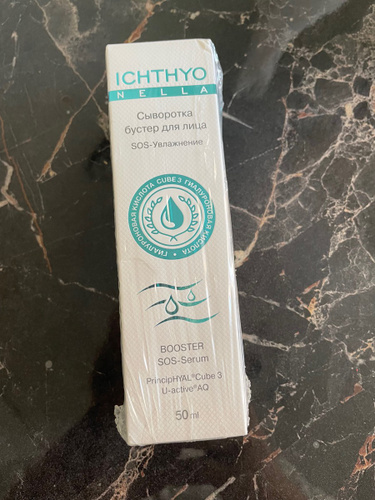 ICHTHYO
NELLA
Сыворотка
бустер для лица
SOS-Увлажнение
ГИАЛУРОНОВАЯ КИСЛОТА CUBE 3 ГИАЛУРОНОВАЯ КИСЛОТА •
BOOSTER
SOS-Serum
PrincipHYAL®Cube 3
U-active®AQ
50 ml